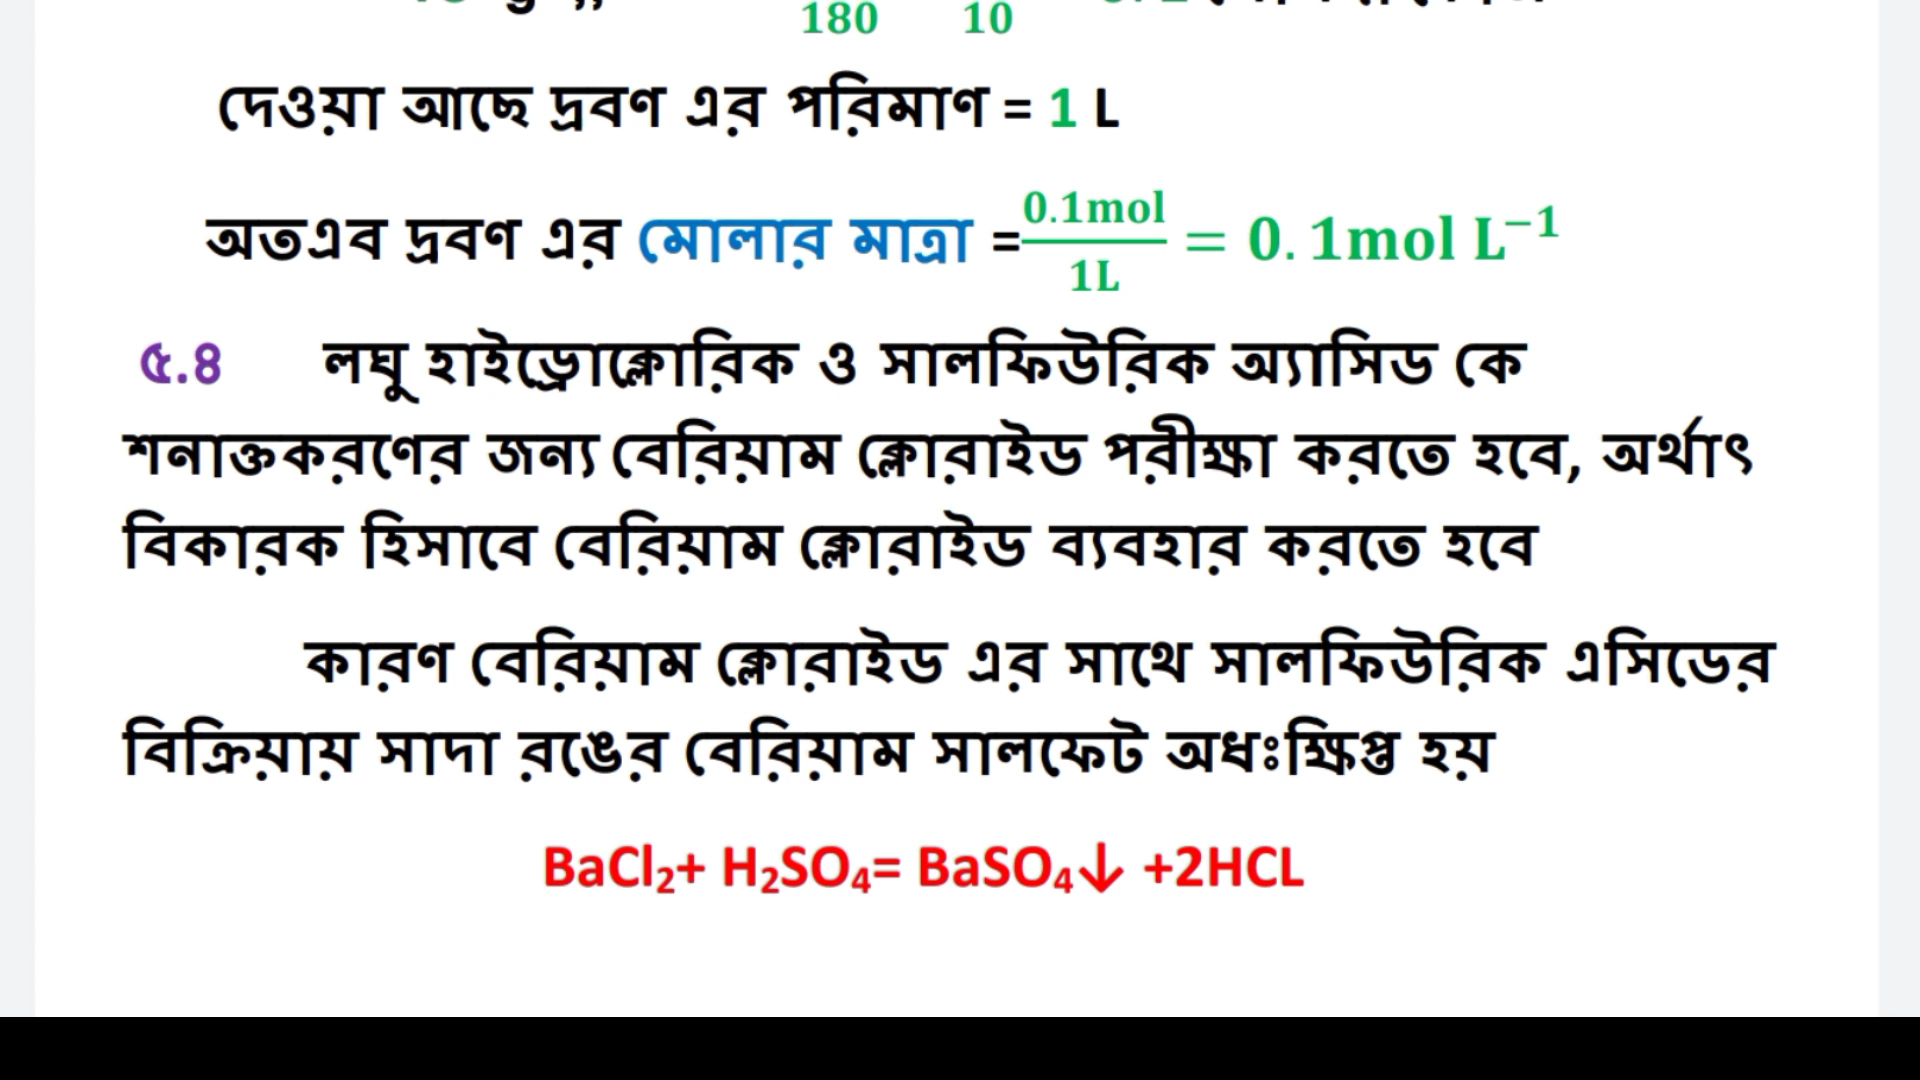 180 10
দেওয়া আছে দ্রবণ এর পরিমাণ = 1 L
অতএব দ্রবণ এর মোলার মাত্রা = 0.1mol / 1L = 0.1mol L⁻¹
৫.৪ লঘু হাইড্রোক্লোরিক ও সালফিউরিক অ্যাসিড কে
শনাক্তকরণের জন্য বেরিয়াম ক্লোরাইড পরীক্ষা করতে হবে, অর্থাৎ
বিকারক হিসাবে বেরিয়াম ক্লোরাইড ব্যবহার করতে হবে
কারণ বেরিয়াম ক্লোরাইড এর সাথে সালফিউরিক এসিডের
বিক্রিয়ায় সাদা রঙের বেরিয়াম সালফেট অধঃক্ষিপ্ত হয়
BaCl₂+ H₂SO₄= BaSO₄↓ +2HCL